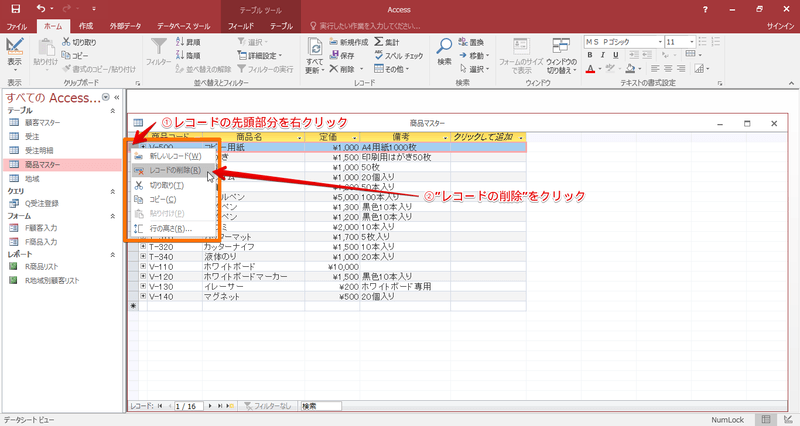 テーブル ツール
Access
サインイン
ファイル ホーム 作成 外部データ データベース ツール フィールド テーブル 実行したい作業を入力してください...
表示
貼り付け
切り取り
コピー
書式のコピー/貼り付け
クリップボード
フィルター
昇順
降順
並べ替えの解除
選択
詳細設定
フィルターの実行
並べ替えとフィルター
すべて更新
新規作成
保存
削除
集計
スペル チェック
その他
レコード
検索
置換
移動
選択
検索
フォームのサイズで表示
ウィンドウの切り替え
ウィンドウ
MS Pゴシック 11
B I U
テキストの書式設定
すべての Access...
テーブル
顧客マスター
受注
受注明細
商品マスター
地域
クエリ
Q受注登録
フォーム
F商品入力
F商品入力
レポート
R商品リスト
R地域別顧客リスト
①レコードの先頭部分を右クリック
商品マスター
商品コード 商品名 定価 備考 クリックして追加
コピー用紙 ¥1,000 A4用紙1000枚
¥1,500 印刷用はがき50枚
¥1,000 50枚
¥1,000 20個入り
50本入り
¥5,000 100本入り
¥1,300 黒色10本入り
¥1,200 黒色10本入り
¥2,000 10本入り
ターマット ¥1,700 5枚入り
T-320 カッターナイフ ¥1,500 10本入り
T-340 液体のり ¥1,000 20本入り
V-110 ホワイトボード ¥10,000
V-120 ホワイトボードマーカー ¥1,500 黒色10本入り
V-130 イレーサー ¥200 ホワイトボード専用
V-140 マグネット ¥500 20個入り
新しいレコード(W)
レコードの削除(R)
切り取り(T)
コピー(C)
貼り付け(P)
行の高さ(R)...
②"レコードの削除"をクリック
レコード: 1 / 16 フィルターなし 検索
データシート ビュー
NumLock